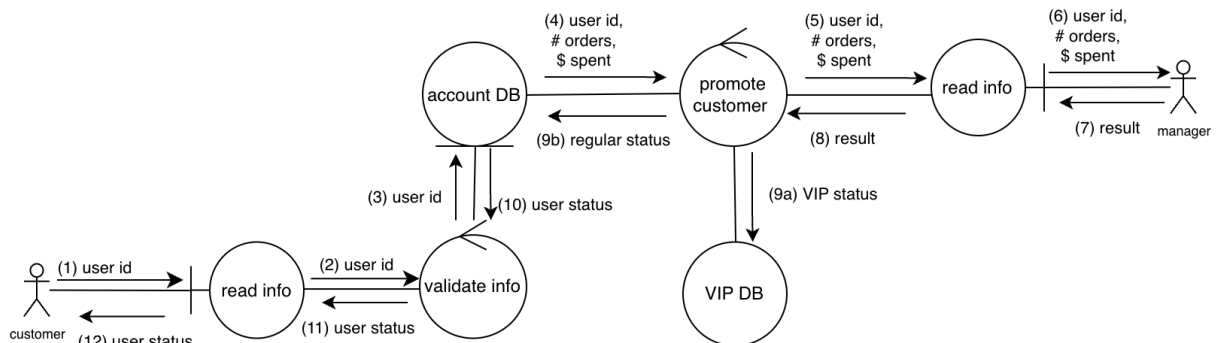 (4) user id,
# orders,
$ spent
(5) user id,
# orders,
$ spent
(6) user id,
# orders,
$ spent
account DB
promote
customer
read info
(9b) regular status
(8) result
(7) result
manager
(3) user id
(10) user status
(9a) VIP status
(1) user id
(2) user id
read info
validate info
VIP DB
customer
(11) user status
(12) user status